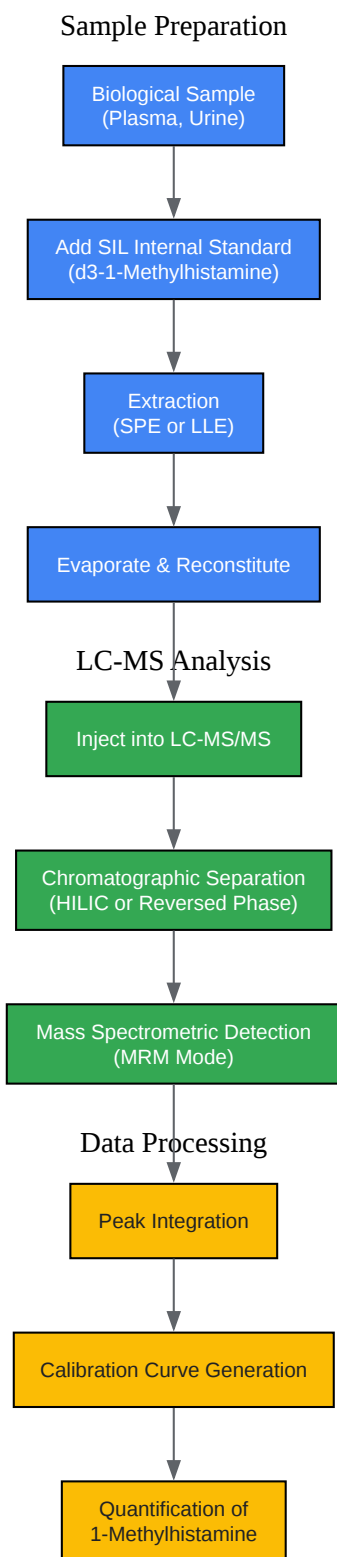 Sample Preparation
Biological Sample
(Plasma, Urine)
Add SIL Internal Standard
(d3-1-Methylhistamine)
Extraction
(SPE or LLE)
Evaporate & Reconstitute
LC-MS Analysis
Inject into LC-MS/MS
Chromatographic Separation
(HILIC or Reversed Phase)
Mass Spectrometric Detection
(MRM Mode)
Data Processing
Peak Integration
Calibration Curve Generation
Quantification of
1-Methylhistamine